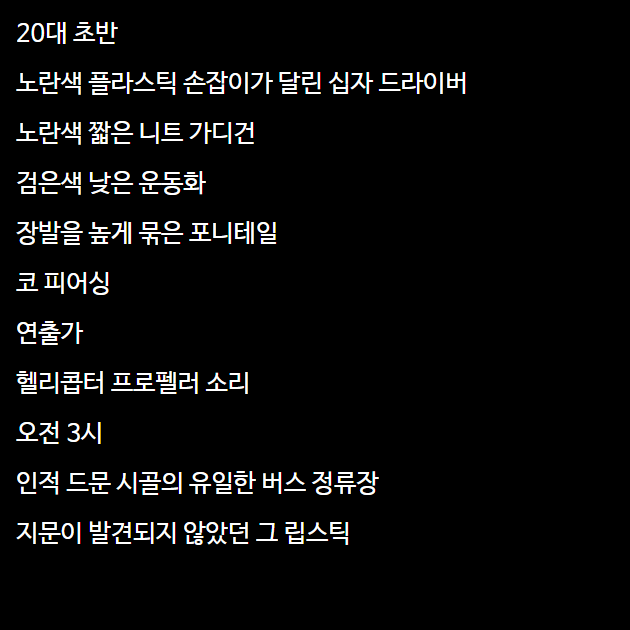 20대 초반
노란색 플라스틱 손잡이가 달린 십자 드라이버
노란색 짧은 니트 가디건
검은색 낮은 운동화
장발을 높게 묶은 포니테일
코 피어싱
연출가
헬리콥터 프로펠러 소리
오전 3시
인적 드문 시골의 유일한 버스 정류장
지문이 발견되지 않았던 그 립스틱